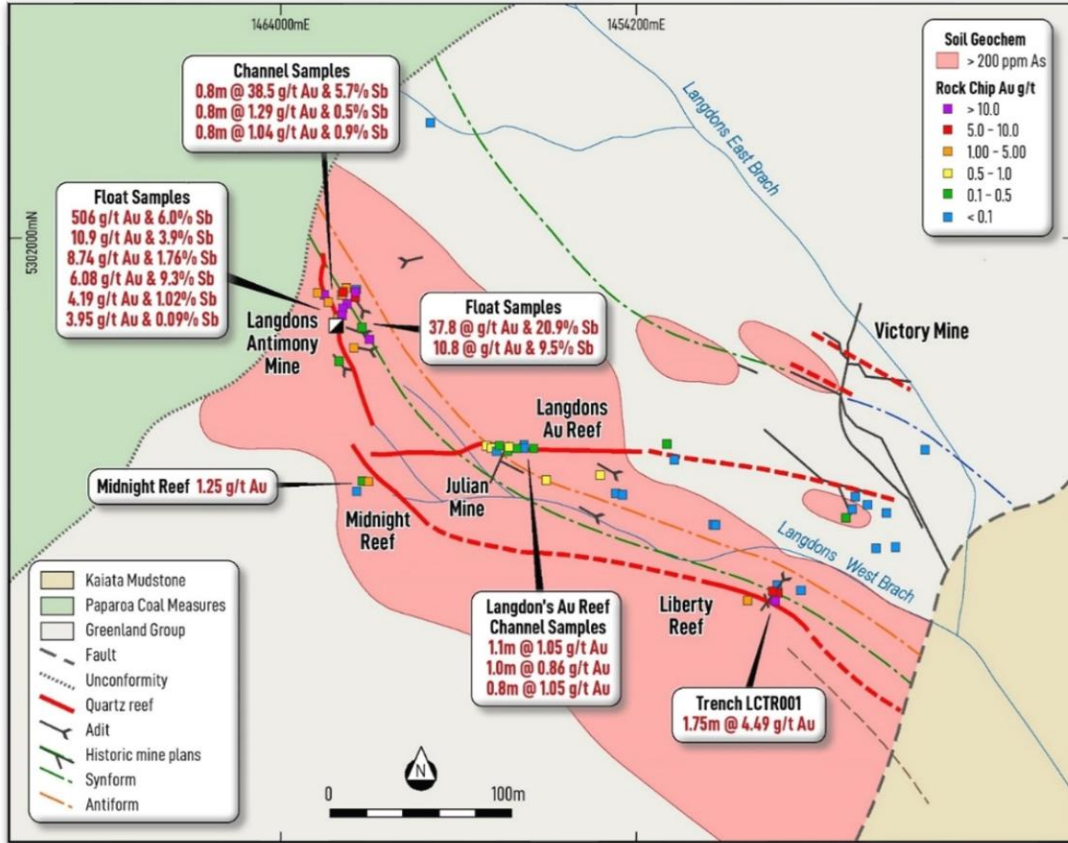 1464000mE
1454200mE
5302000mN
Channel Samples
0.8m @ 38.5 g/t Au & 5.7% Sb
0.8m @ 1.29 g/t Au & 0.5% Sb
0.8m @ 1.04 g/t Au & 0.9% Sb
Soil Geochem
> 200 ppm As
Rock Chip Au g/t
> 10.0
5.0 - 10.0
1.00 - 5.00
0.5 - 1.0
0.1 - 0.5
< 0.1
Langdons East Brach
Float Samples
506 g/t Au & 6.0% Sb
10.9 g/t Au & 3.9% Sb
8.74 g/t Au & 1.76% Sb
6.08 g/t Au & 9.3% Sb
4.19 g/t Au & 1.02% Sb
3.95 g/t Au & 0.09% Sb
Langdons
Antimony
Mine
Float Samples
37.8 @ g/t Au & 20.9% Sb
10.8 @ g/t Au & 9.5% Sb
Victory Mine
Langdons
Au Reef
Midnight Reef 1.25 g/t Au
Julian
Mine
Midnight
Reef
Langdons West Brach
Liberty
Reef
Langdon's Au Reef
Channel Samples
1.1m @ 1.05 g/t Au
1.0m @ 0.86 g/t Au
0.8m @ 1.05 g/t Au
Trench LCTR001
1.75m @ 4.49 g/t Au
Kaiata Mudstone
Paparoa Coal Measures
Greenland Group
Fault
Unconformity
Quartz reef
Adit
Historic mine plans
Synform
Antiform
N
0
100m